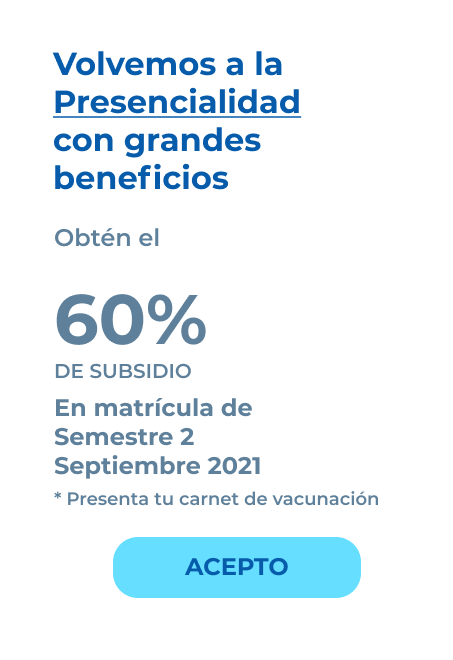 Volvemos a la
Presencialidad
con grandes
beneficios
Obtén el
60%
DE SUBSIDIO
En matrícula de
Semestre 2
Septiembre 2021
* Presenta tu carnet de vacunación
ACEPTO